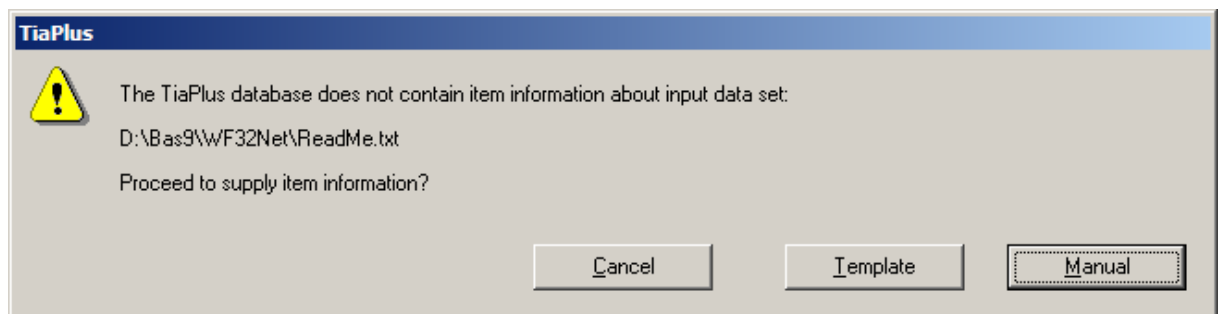 TiaPlus
The TiaPlus database does not contain item information about input data set:
D:\Bas9\WF32Net\ReadMe.txt
Proceed to supply item information?
Cancel Template Manual